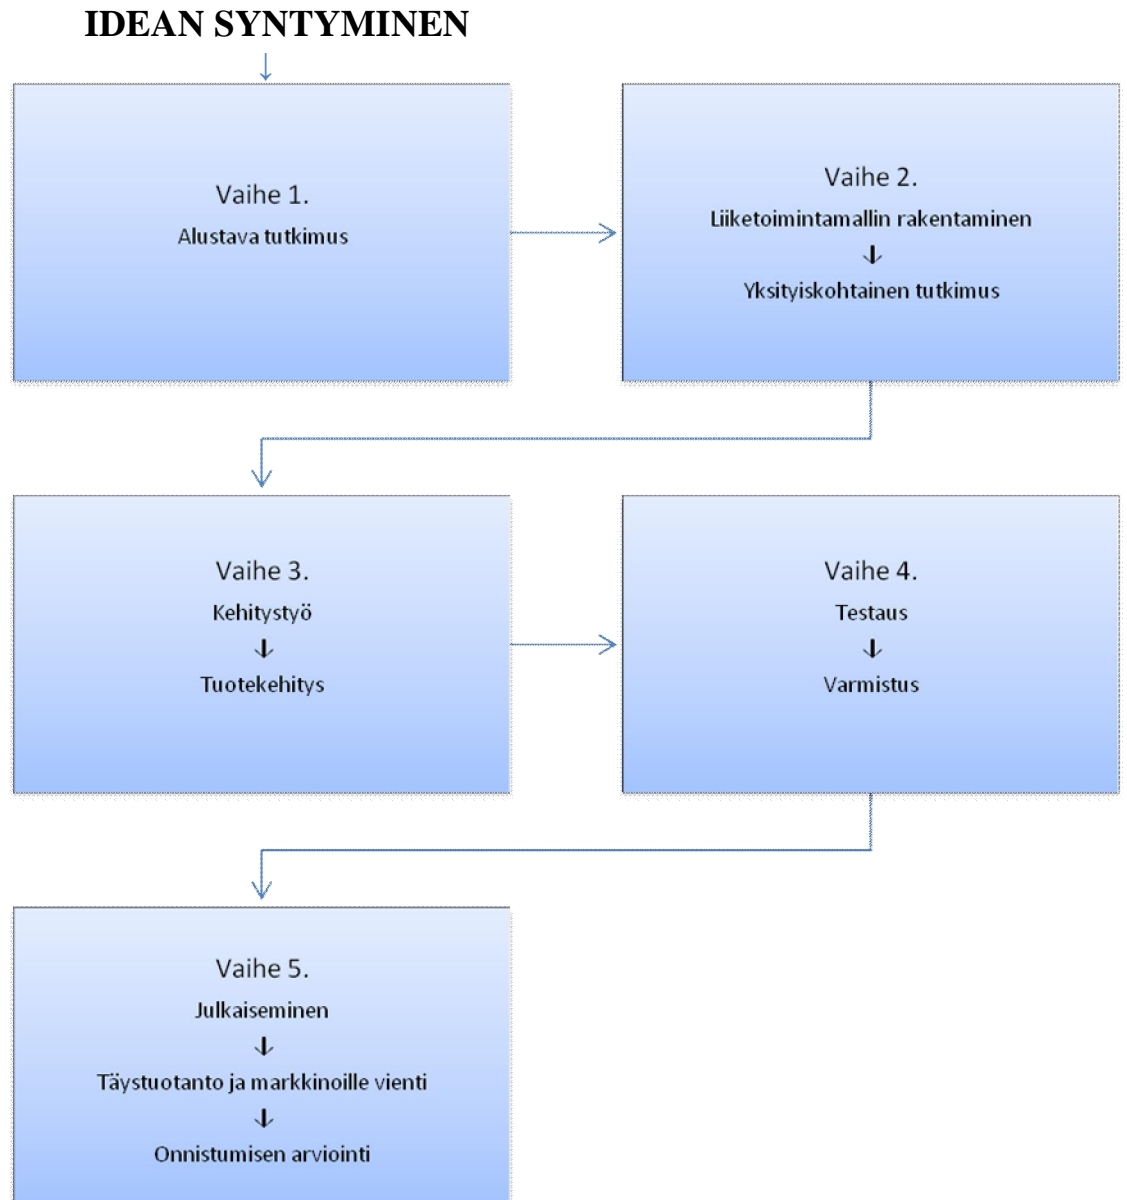 IDEAN SYNTYMINEN
Vaihe 1.
Alustava tutkimus
Vaihe 2.
Liiketoimintamallin rakentaminen
Yksityiskohtainen tutkimus
Vaihe 3.
Kehitystyö
Tuotekehitys
Vaihe 4.
Testaus
Varmistus
Vaihe 5.
Julkaiseminen
Täystuotanto ja markkinoille vienti
Onnistumisen arviointi